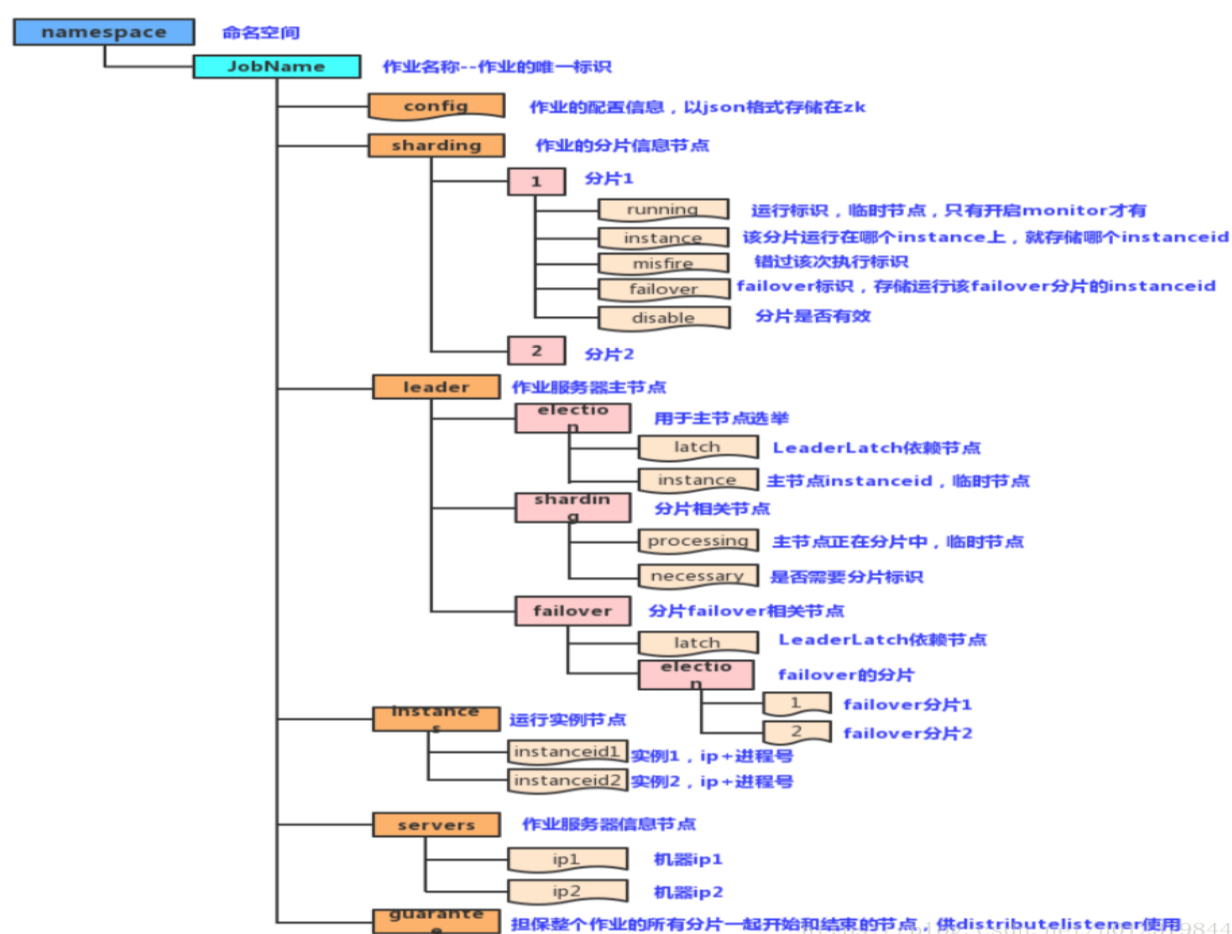 namespace 命名空间
JobName 作业名称--作业的唯一标识
config 作业的配置信息，以json格式存储在zk
sharding 作业的分片信息节点
1 分片1
running 运行标识，临时节点，只有开启monitor才有
instance 该分片运行在哪个instance上，就存储哪个instanceid
misfire 错过该次执行标识
failover failover标识，存储运行该failover分片的instanceid
disable 分片是否有效
2 分片2
leader 作业服务器主节点
election 用于主节点选举
latch LeaderLatch依赖节点
instance 主节点instanceid，临时节点
sharding 分片相关节点
processing 主节点正在分片中，临时节点
necessary 是否需要分片标识
failover 分片failover相关节点
latch LeaderLatch依赖节点
election failover的分片
1 failover分片1
2 failover分片2
instances 运行实例节点
instanceid1 实例1，ip+进程号
instanceid2 实例2，ip+进程号
servers 作业服务器信息节点
ip1 机器ip1
ip2 机器ip2
guarantee 担保整个作业的所有分片一起开始和结束的节点，供distributelistener使用